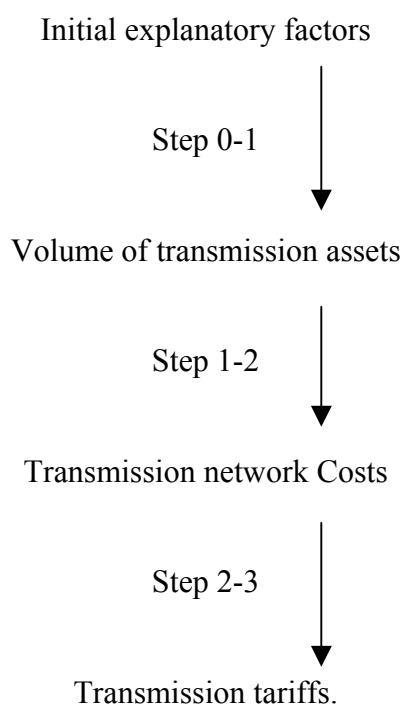 Initial explanatory factors
Step 0-1
Volume of transmission assets
Step 1-2
Transmission network Costs
Step 2-3
Transmission tariffs.